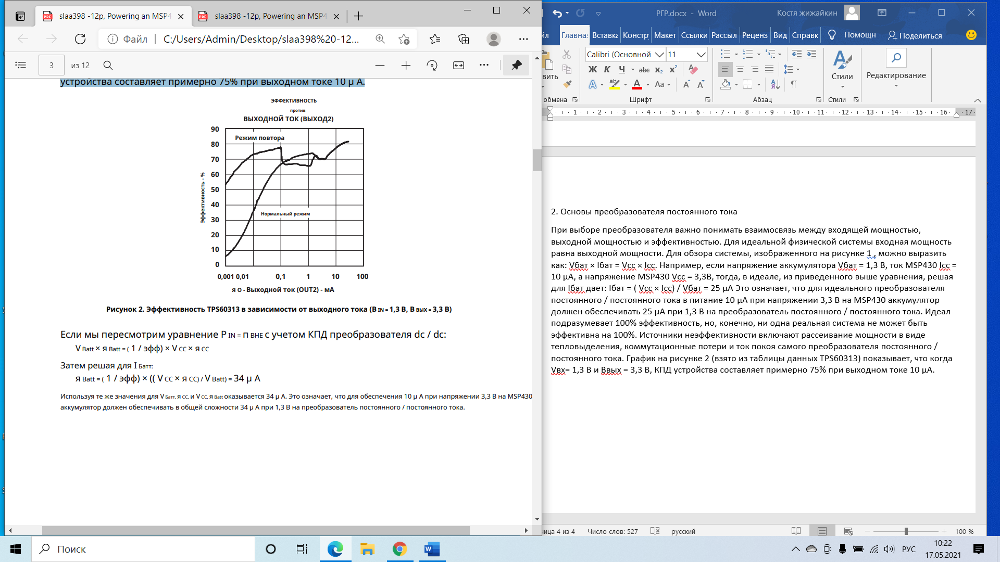 slaa398 -12p, Powering an MSP4
slaa398 -12p, Powering an MSP4
Файл
C:/Users/Admin/Desktop/slaa398%20-12...
3
из 12
устройства составляет примерно 75% при выходном токе 10 μ А.
ЭФФЕКТИВНОСТЬ
против
ВЫХОДНОЙ ТОК (ВЫХОД2)
90
80
70
60
50
40
30
20
10
0
Эффективность - %
Режим повтора
Нормальный режим
0,001 0,01 0,1 1 10 100
я О - Выходной ток (OUT2) - мА
Рисунок 2. Эффективность TPS60313 в зависимости от выходного тока (В IN = 1,3 В, В ВЫХ = 3,3 В)
Если мы пересмотрим уравнение P IN = п ВНЕ с учетом КПД преобразователя dc / dc:
V Batt × я Batt = ( 1 / эфф) × V CC × я CC
Затем решая для I Батт:
я Batt = ( 1 / эфф) × (( V CC × я CC) / V Batt) = 34 μ А
Используя те же значения для V Батт, я CC, и V CC, я Batt оказывается 34 μ А. Это означает, что для обеспечения 10 μ А при напряжении 3,3 В на MSP430
аккумулятор должен обеспечивать в общей сложности 34 μ А при 1,3 В на преобразователь постоянного / постоянного тока.
РГР.docx - Word
Костя жижайкин
йл Главна Вставка Констр Макет Ссылки Рассыл Реценз Вид Справк Помощн Поделиться
вить
Calibri (Основной 11
Ж К Ч abc x₂ x²
А ab А Aa А А
Стили
Редактирование
обмена Шрифт Абзац Стили
1 2 3 4 5 6 7 8 9 10 11 12 13 14 15 16 17
2. Основы преобразователя постоянного тока
При выборе преобразователя важно понимать взаимосвязь между входящей мощностью,
выходной мощностью и эффективностью. Для идеальной физической системы входная мощность
равна выходной мощности. Для обзора системы, изображенного на рисунке 1 , можно выразить
как: Vбат × Iбат = Vcc × Icc. Например, если напряжение аккумулятора Vбат = 1,3 В, ток MSP430 Icc =
10 μА, а напряжение MSP430 Vcc = 3,3В, тогда, в идеале, из приведенного выше уравнения, решая
для Iбат дает: Iбат = ( Vcc × Icc) / Vбат = 25 μА Это означает, что для идеального преобразователя
постоянного / постоянного тока в питание 10 μА при напряжении 3,3 В на MSP430 аккумулятор
должен обеспечивать 25 μА при 1,3 В на преобразователь постоянного / постоянного тока. Идеал
подразумевает 100% эффективность, но, конечно, ни одна реальная система не может быть
эффективна на 100%. Источники неэффективности включают рассеивание мощности в виде
тепловыделения, коммутационные потери и ток покоя самого преобразователя постоянного /
постоянного тока. График на рисунке 2 (взято из таблицы данных TPS60313) показывает, что когда
Vвх= 1,3 В и Ввых = 3,3 В, КПД устройства составляет примерно 75% при выходном токе 10 μА.
ница 4 из 4 Число слов: 527 русский 100 %
Поиск
РУС
10:22
17.05.2021